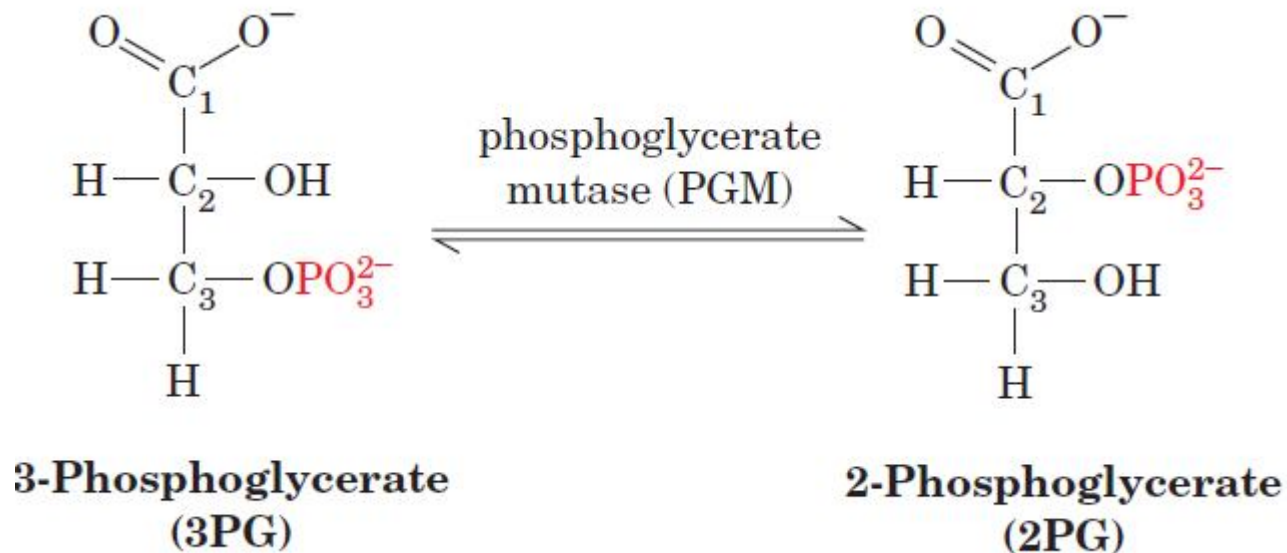 O O⁻
C₁
H C₂ OH
H C₃ OPO₃²⁻
H
3-Phosphoglycerate
(3PG)
phosphoglycerate
mutase (PGM)
O O⁻
C₁
H C₂ OPO₃²⁻
H C₃ OH
H
2-Phosphoglycerate
(2PG)